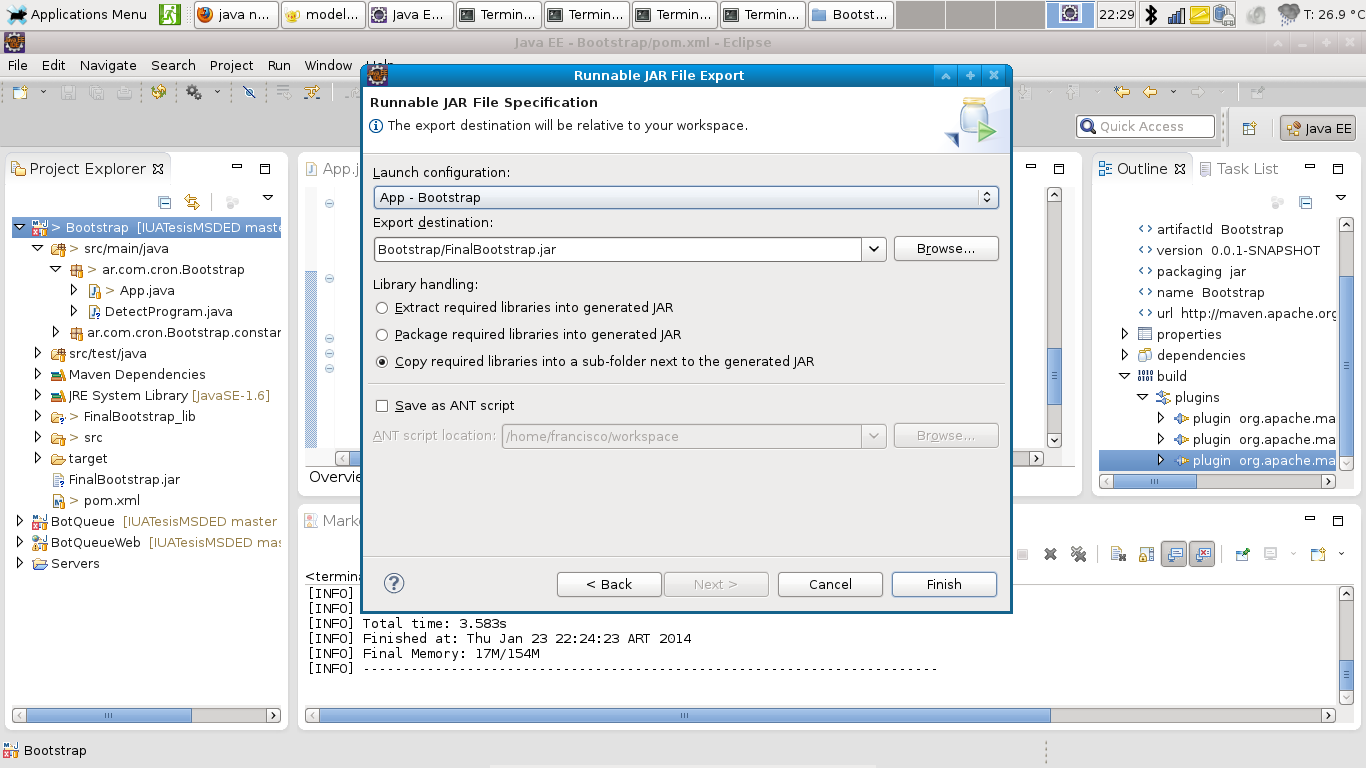 Applications Menu
java n...
model...
Java E...
Termin...
Termin...
Termin...
Termin...
Bootst...
22:29
T: 26.9 °C
Java EE - Bootstrap/pom.xml - Eclipse
File Edit Navigate Search Project Run Window Help
Quick Access
Java EE
Project Explorer
> Bootstrap [IUATesisMSDED maste
> src/main/java
> ar.com.cron.Bootstrap
> App.java
DetectProgram.java
ar.com.cron.Bootstrap.constar
src/test/java
Maven Dependencies
JRE System Library [JavaSE-1.6]
> FinalBootstrap_lib
> src
target
FinalBootstrap.jar
> pom.xml
BotQueue [IUATesisMSDED master
BotQueueWeb [IUATesisMSDED mas
Servers
App.j
Overvie
Runnable JAR File Export
Runnable JAR File Specification
The export destination will be relative to your workspace.
Launch configuration:
App - Bootstrap
Export destination:
Bootstrap/FinalBootstrap.jar
Browse...
Library handling:
Extract required libraries into generated JAR
Package required libraries into generated JAR
Copy required libraries into a sub-folder next to the generated JAR
Save as ANT script
ANT script location:
/home/francisco/workspace
Browse...
< Back
Next >
Cancel
Finish
Outline
Task List
artifactId Bootstrap
version 0.0.1-SNAPSHOT
packaging jar
name Bootstrap
url http://maven.apache.org
properties
dependencies
build
plugins
plugin org.apache.ma
plugin org.apache.ma
plugin org.apache.ma
Marke
<termina
[INFO]
[INFO]
[INFO] Total time: 3.583s
[INFO] Finished at: Thu Jan 23 22:24:23 ART 2014
[INFO] Final Memory: 17M/154M
[INFO] ------------------------------------------------------------------------
Bootstrap